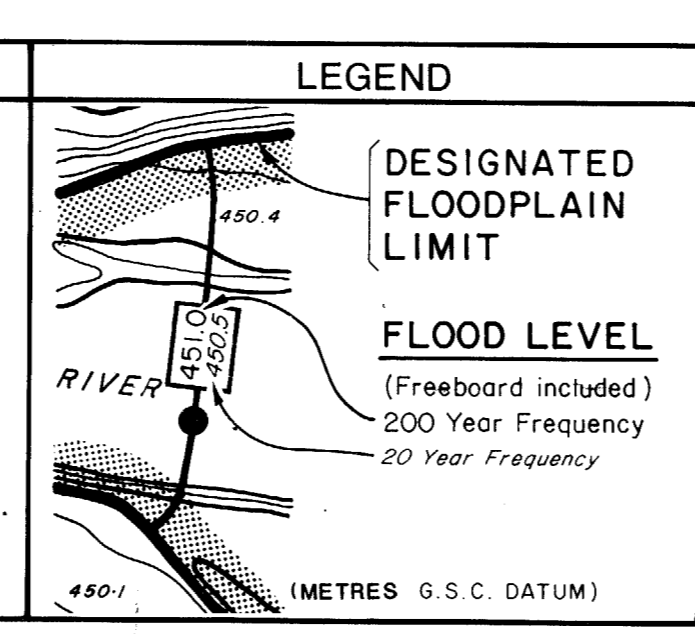 LEGEND
DESIGNATED
FLOODPLAIN
LIMIT
450.4
451.0
450.5
FLOOD LEVEL
(Freeboard included)
200 Year Frequency
20 Year Frequency
RIVER
450.1
(METRES G.S.C. DATUM)